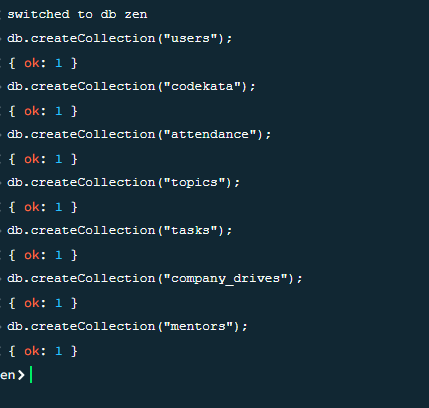 switched to db zen
db.createCollection("users");
{ ok: 1 }
db.createCollection("codekata");
{ ok: 1 }
db.createCollection("attendance");
{ ok: 1 }
db.createCollection("topics");
{ ok: 1 }
db.createCollection("tasks");
{ ok: 1 }
db.createCollection("company_drives");
{ ok: 1 }
db.createCollection("mentors");
{ ok: 1 }
en>